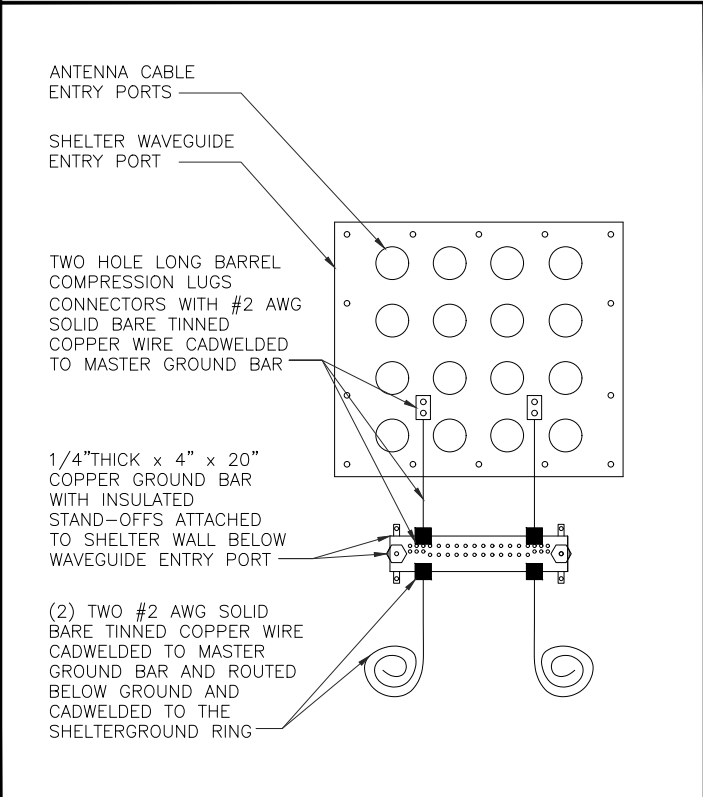 ANTENNA CABLE
ENTRY PORTS
SHELTER WAVEGUIDE
ENTRY PORT
TWO HOLE LONG BARREL
COMPRESSION LUGS
CONNECTORS WITH #2 AWG
SOLID BARE TINNED
COPPER WIRE CADWELDED
TO MASTER GROUND BAR
1/4"THICK x 4" x 20"
COPPER GROUND BAR
WITH INSULATED
STAND-OFFS ATTACHED
TO SHELTER WALL BELOW
WAVEGUIDE ENTRY PORT
(2) TWO #2 AWG SOLID
BARE TINNED COPPER WIRE
CADWELDED TO MASTER
GROUND BAR AND ROUTED
BELOW GROUND AND
CADWELDED TO THE
SHELTERGROUND RING